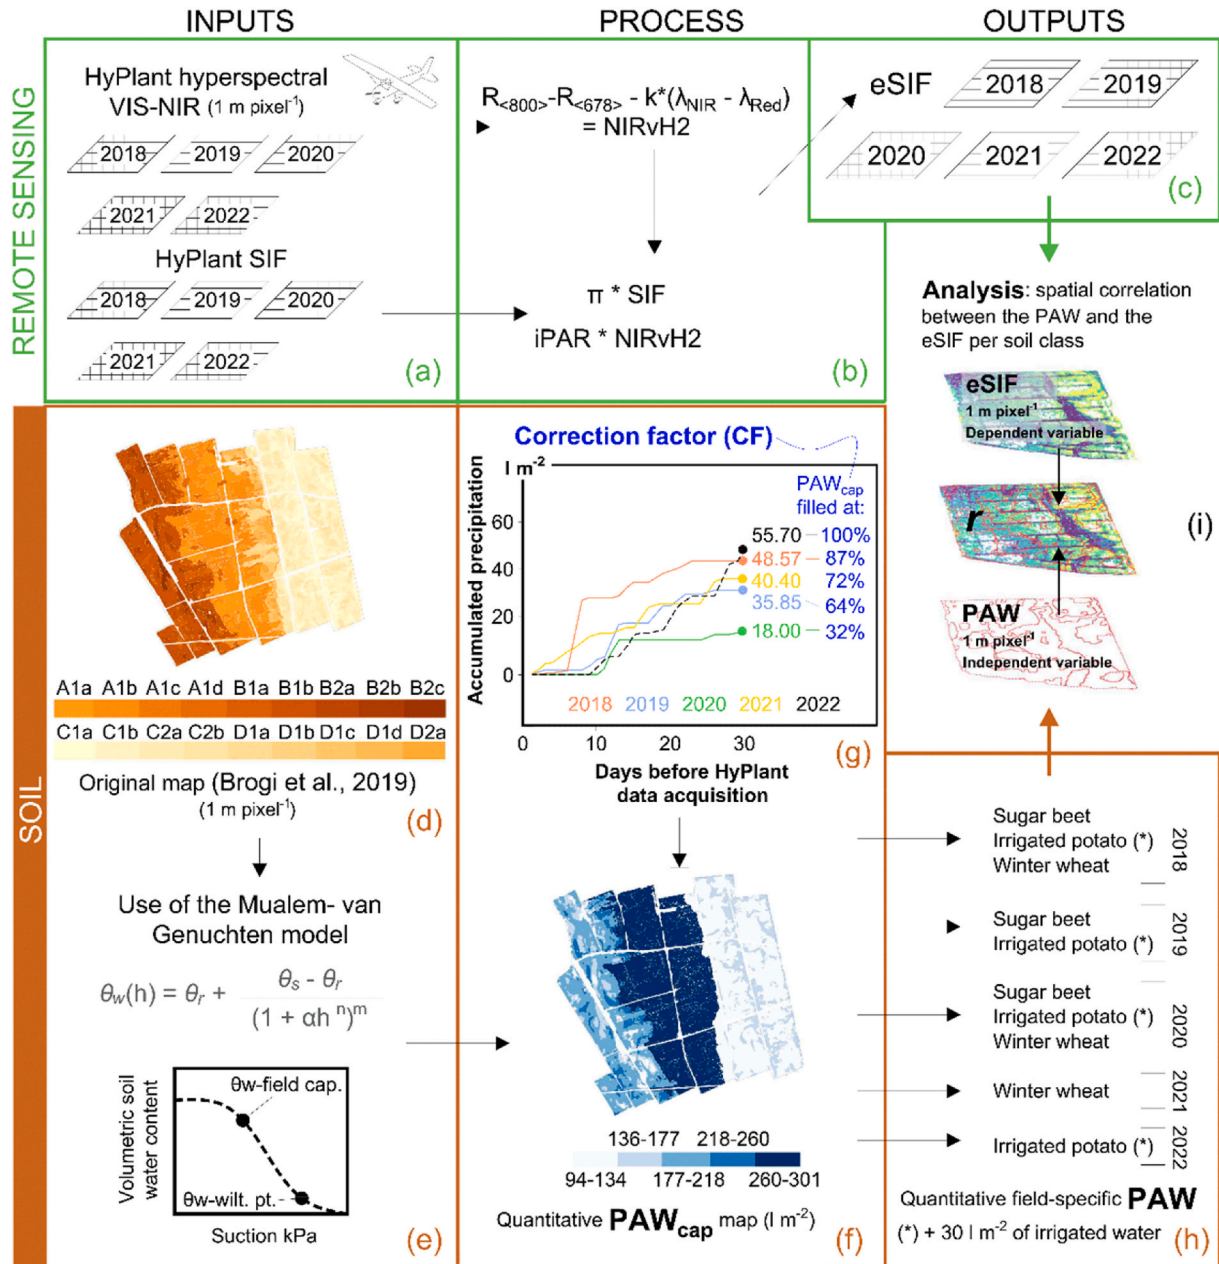 INPUTS
PROCESS
OUTPUTS
REMOTE SENSING
HyPlant hyperspectral
VIS-NIR (1 m pixel⁻¹)
2018
2019
2020
2021
2022
HyPlant SIF
2018
2019
2020
2021
2022
(a)
R<800>-R<678> - k*(λNIR - λRed)
= NIRvH2
π * SIF
iPAR * NIRvH2
(b)
eSIF
2018
2019
2020
2021
2022
(c)
Analysis: spatial correlation
between the PAW and the
eSIF per soil class
eSIF
1 m pixel⁻¹
Dependent variable
r
(i)
PAW
1 m pixel⁻¹
Independent variable
SOIL
A1a A1b A1c A1d B1a B1b B2a B2b B2c
C1a C1b C2a C2b D1a D1b D1c D1d D2a
Original map (Brogi et al., 2019)
(1 m pixel⁻¹)
(d)
Use of the Mualem- van
Genuchten model
θw(h) = θr + θs - θr
(1 + αh ⁿ)ᵐ
Volumetric soil
water content
θw-field cap.
θw-wilt. pt.
Suction kPa
(e)
Correction factor (CF)
l m⁻²
PAWcap
filled at:
Accumulated precipitation
60
40
20
0
55.70 100%
48.57 87%
40.40 72%
35.85 64%
18.00 32%
2018 2019 2020 2021 2022
0 10 20 30
(g)
Days before HyPlant
data acquisition
136-177 218-260
94-134 177-218 260-301
Quantitative PAWcap map (l m⁻²)
(f)
Sugar beet
Irrigated potato (*)
Winter wheat
2018
Sugar beet
Irrigated potato (*)
2019
Sugar beet
Irrigated potato (*)
Winter wheat
2020
Winter wheat
2021
Irrigated potato (*)
2022
Quantitative field-specific PAW
(*) + 30 l m⁻² of irrigated water
(h)